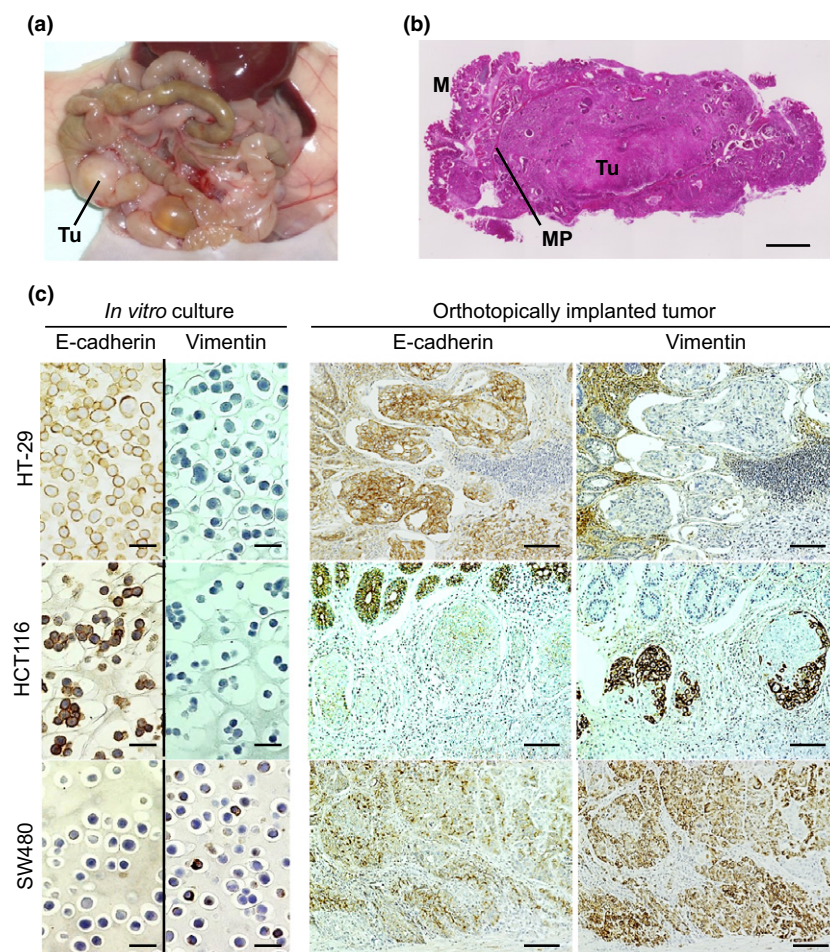 (a)
(b)
Tu
M
Tu
MP
(c)
In vitro culture
Orthotopically implanted tumor
E-cadherin
Vimentin
E-cadherin
Vimentin
HT-29
HCT116
SW480